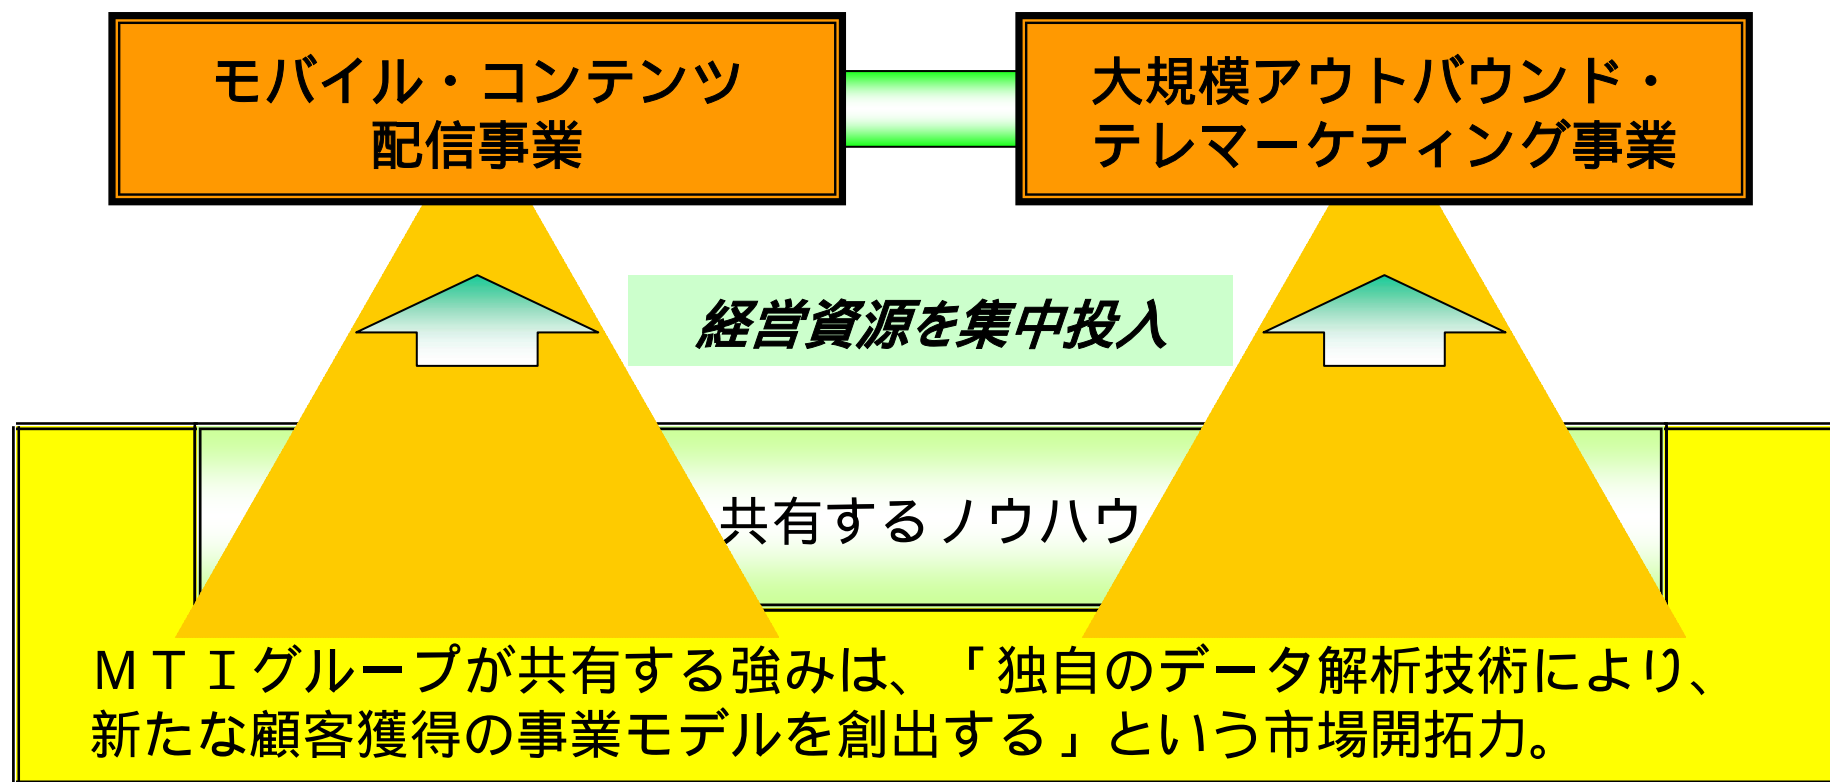 モバイル・コンテンツ
配信事業
大規模アウトバウンド・
テレマーケティング事業
経営資源を集中投入
共有するノウハウ
ＭＴＩグループが共有する強みは、「独自のデータ解析技術により、
新たな顧客獲得の事業モデルを創出する」という市場開拓力。